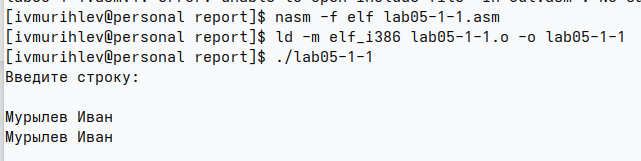 [ivmurihlev@personal report]$ nasm -f elf lab05-1-1.asm
[ivmurihlev@personal report]$ ld -m elf_i386 lab05-1-1.o -o lab05-1-1
[ivmurihlev@personal report]$ ./lab05-1-1
Введите строку:
Мурылев Иван
Мурылев Иван